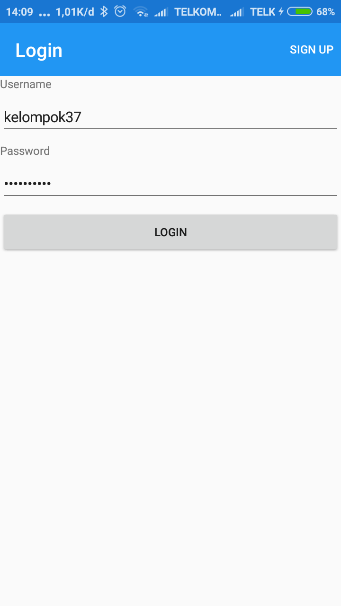 14:09 ... 1,01K/d TELKOM.. TELK 68%
Login SIGN UP
Username
kelompok37
Password
••••••••••
LOGIN